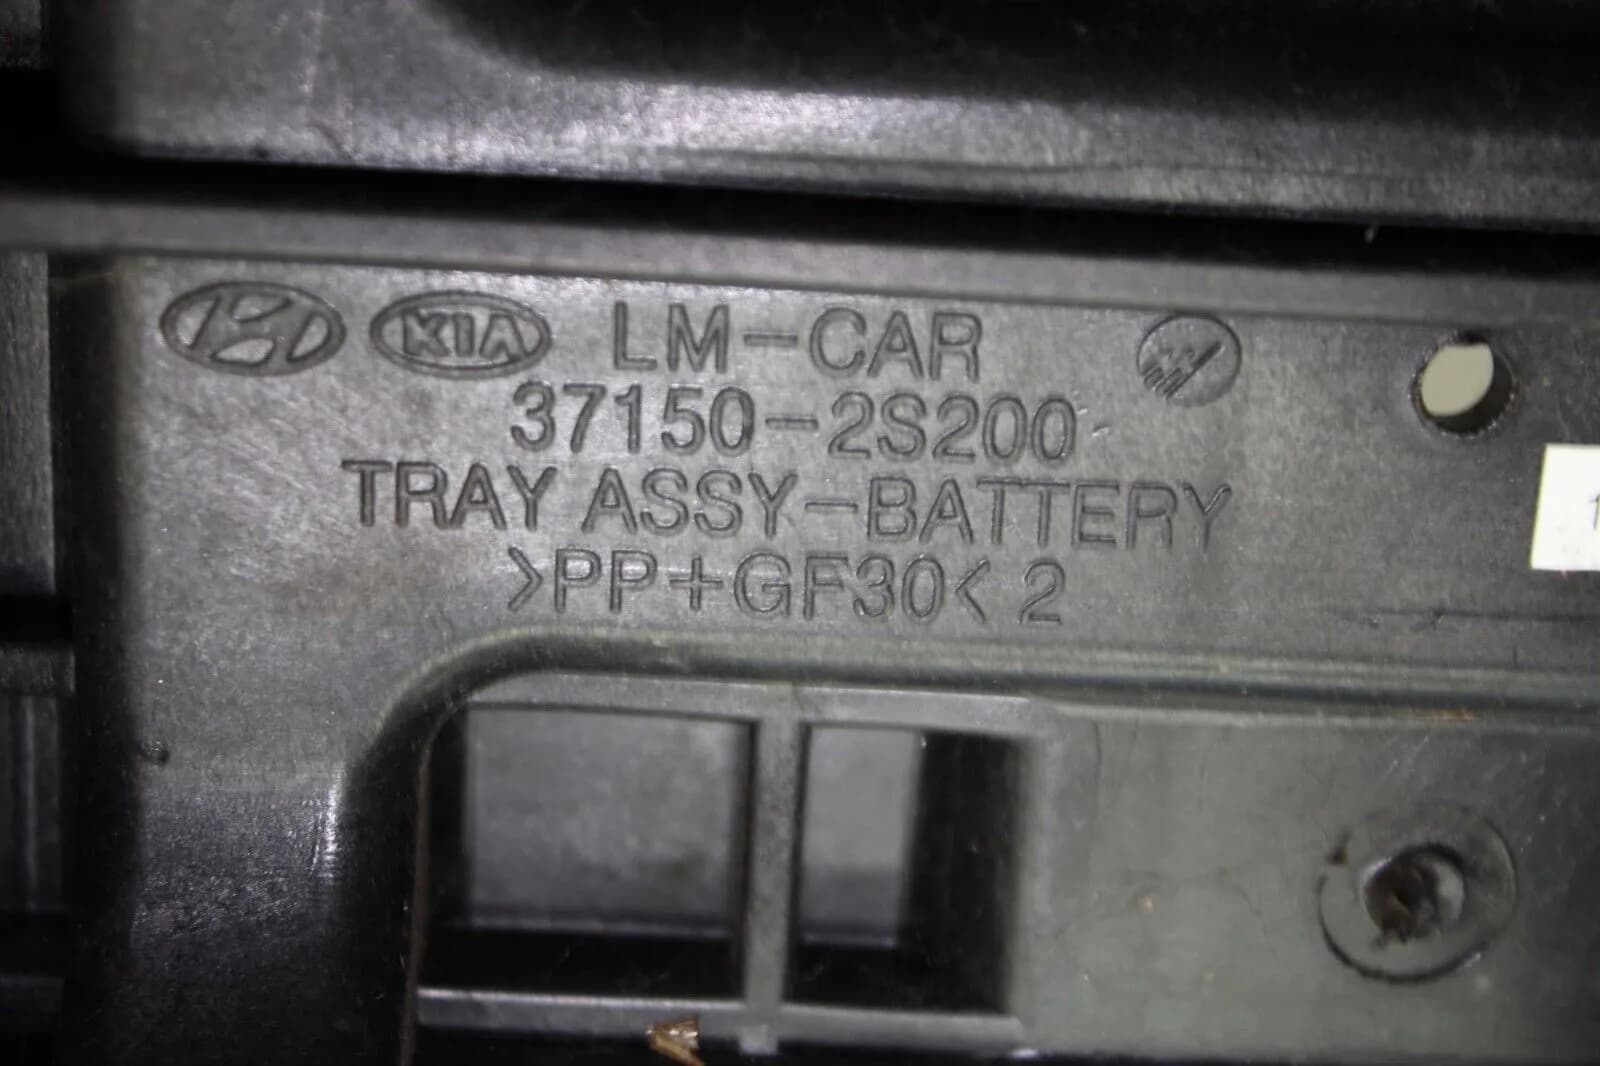 KIA LM-CAR
37150-2S200
TRAY ASSY-BATTERY
>PP+GF30< 2